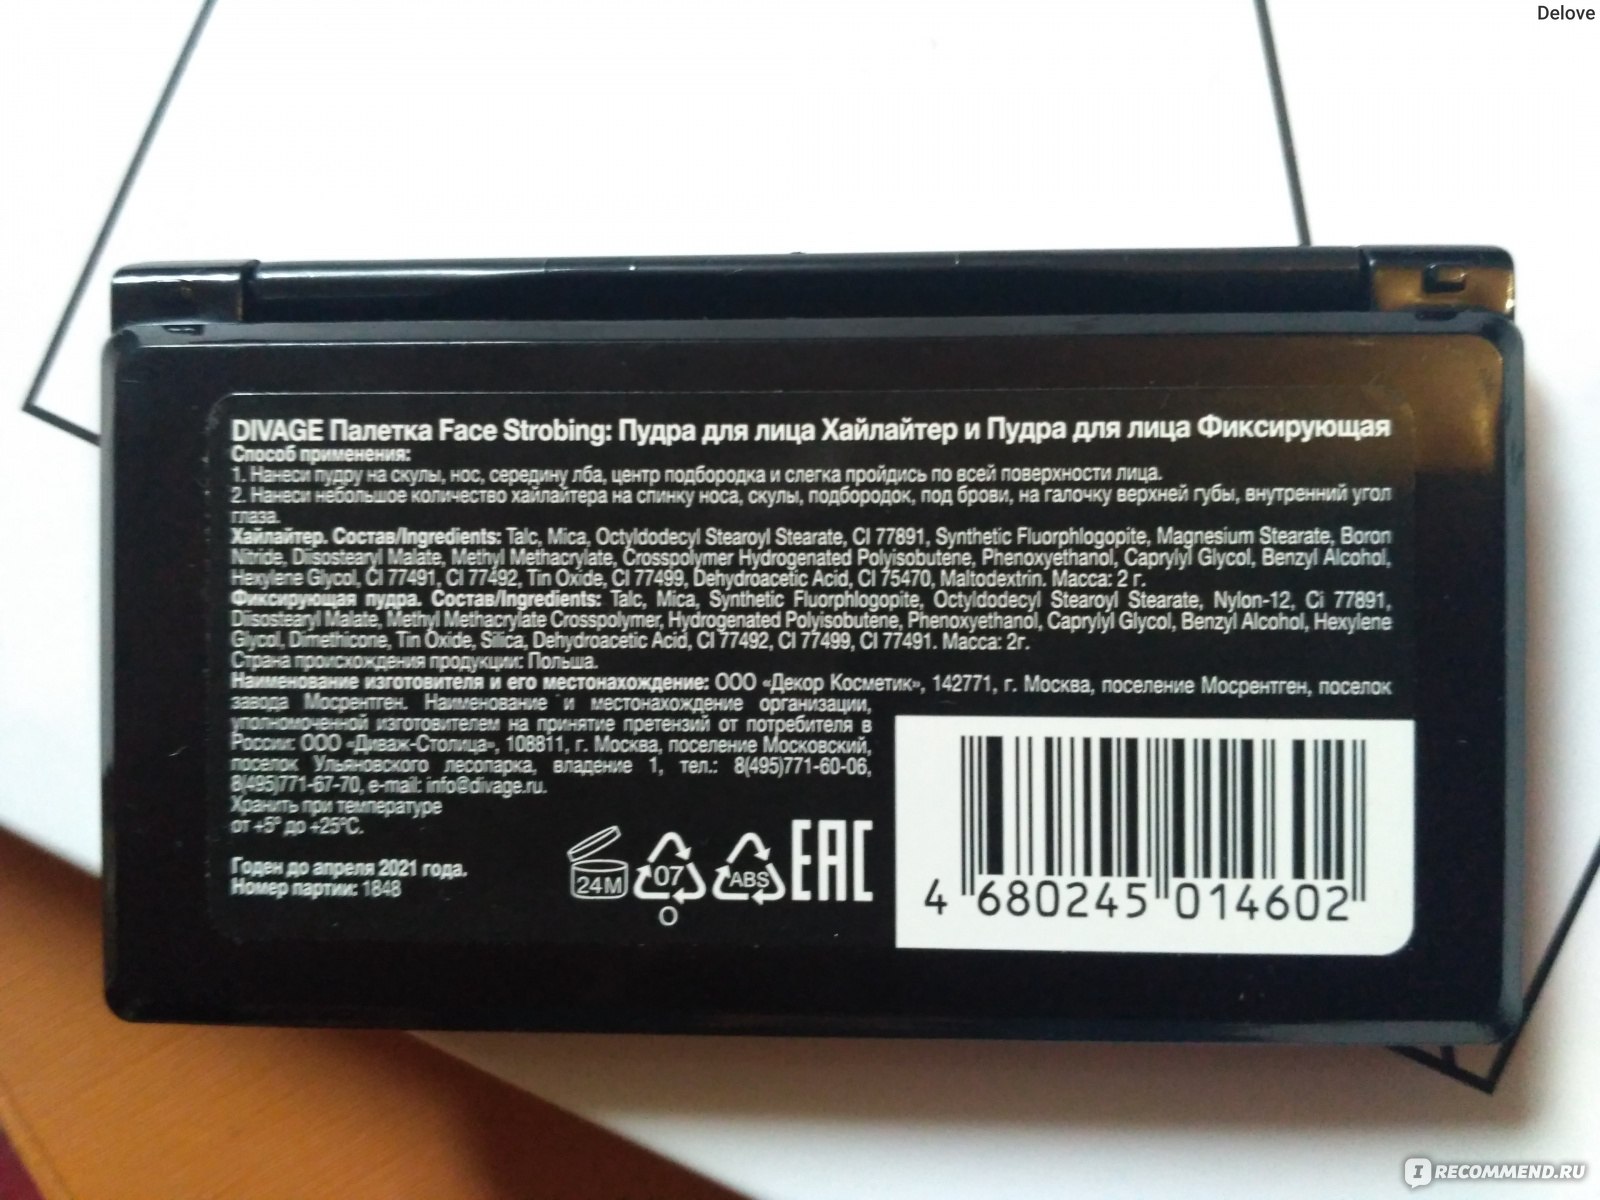 Delove
DIVAGE Палетка Face Strobing: Пудра для лица Хайлайтер и Пудра для лица Фиксирующая
Способ применения:
1. Нанеси пудру на скулы, нос, середину лба, центр подбородка и слегка пройдись по всей поверхности лица.
2. Нанеси небольшое количество хайлайтера на спинку носа, скулы, подбородок, под брови, на галочку верхней губы, внутренний угол
глаза.
Хайлайтер. Состав/Ingredients: Talc, Mica, Octyldodecyl Stearoyl Stearate, CI 77891, Synthetic Fluorphlogopite, Magnesium Stearate, Boron
Nitride, Diisostearyl Malate, Methyl Methacrylate, Crosspolymer Hydrogenated Polyisobutene, Phenoxyethanol, Caprylyl Glycol, Benzyl Alcohol,
Hexylene Glycol, CI 77491, CI 77492, Tin Oxide, CI 77499, Dehydroacetic Acid, CI 75470, Maltodextrin. Масса: 2 г.
Фиксирующая пудра. Состав/Ingredients: Talc, Mica, Synthetic Fluorphlogopite, Octyldodecyl Stearoyl Stearate, Nylon-12, Ci 77891,
Diisostearyl Malate, Methyl Methacrylate Crosspolymer, Hydrogenated Polyisobutene, Phenoxyethanol, Caprylyl Glycol, Benzyl Alcohol, Hexylene
Glycol, Dimethicone, Tin Oxide, Silica, Dehydroacetic Acid, CI 77492, CI 77499, CI 77491. Масса: 2г.
Страна происхождения продукции: Польша.
Наименование изготовителя и его местонахождение: ООО «Декор Косметик», 142771, г. Москва, поселение Мосрентген, поселок
завода Мосрентген. Наименование и местонахождение организации,
уполномоченной изготовителем на принятие претензий от потребителя в
России: ООО «Диваж-Столица», 108811, г. Москва, поселение Московский,
поселок Ульяновского лесопарка, владение 1, тел.: 8(495)771-60-06,
8(495)771-67-70, e-mail: info@divage.ru.
Хранить при температуре
от +5° до +25°С.
Годен до апреля 2021 года.
Номер партии: 1848
24M
07
O
ABS
EAC
4 680245 014602
IRECOMMEND.RU